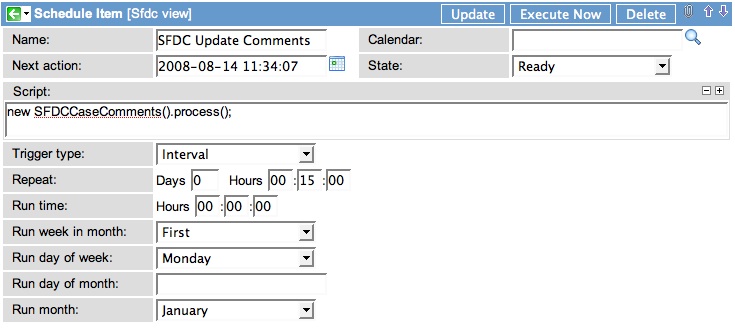 Schedule Item [Sfdc view] Update Execute Now Delete
Name: SFDC Update Comments Calendar:
Next action: 2008-08-14 11:34:07 State: Ready
Script:
new SFDCCaseComments().process();
Trigger type: Interval
Repeat: Days 0 Hours 00 :15 :00
Run time: Hours 00 :00 :00
Run week in month: First
Run day of week: Monday
Run day of month:
Run month: January